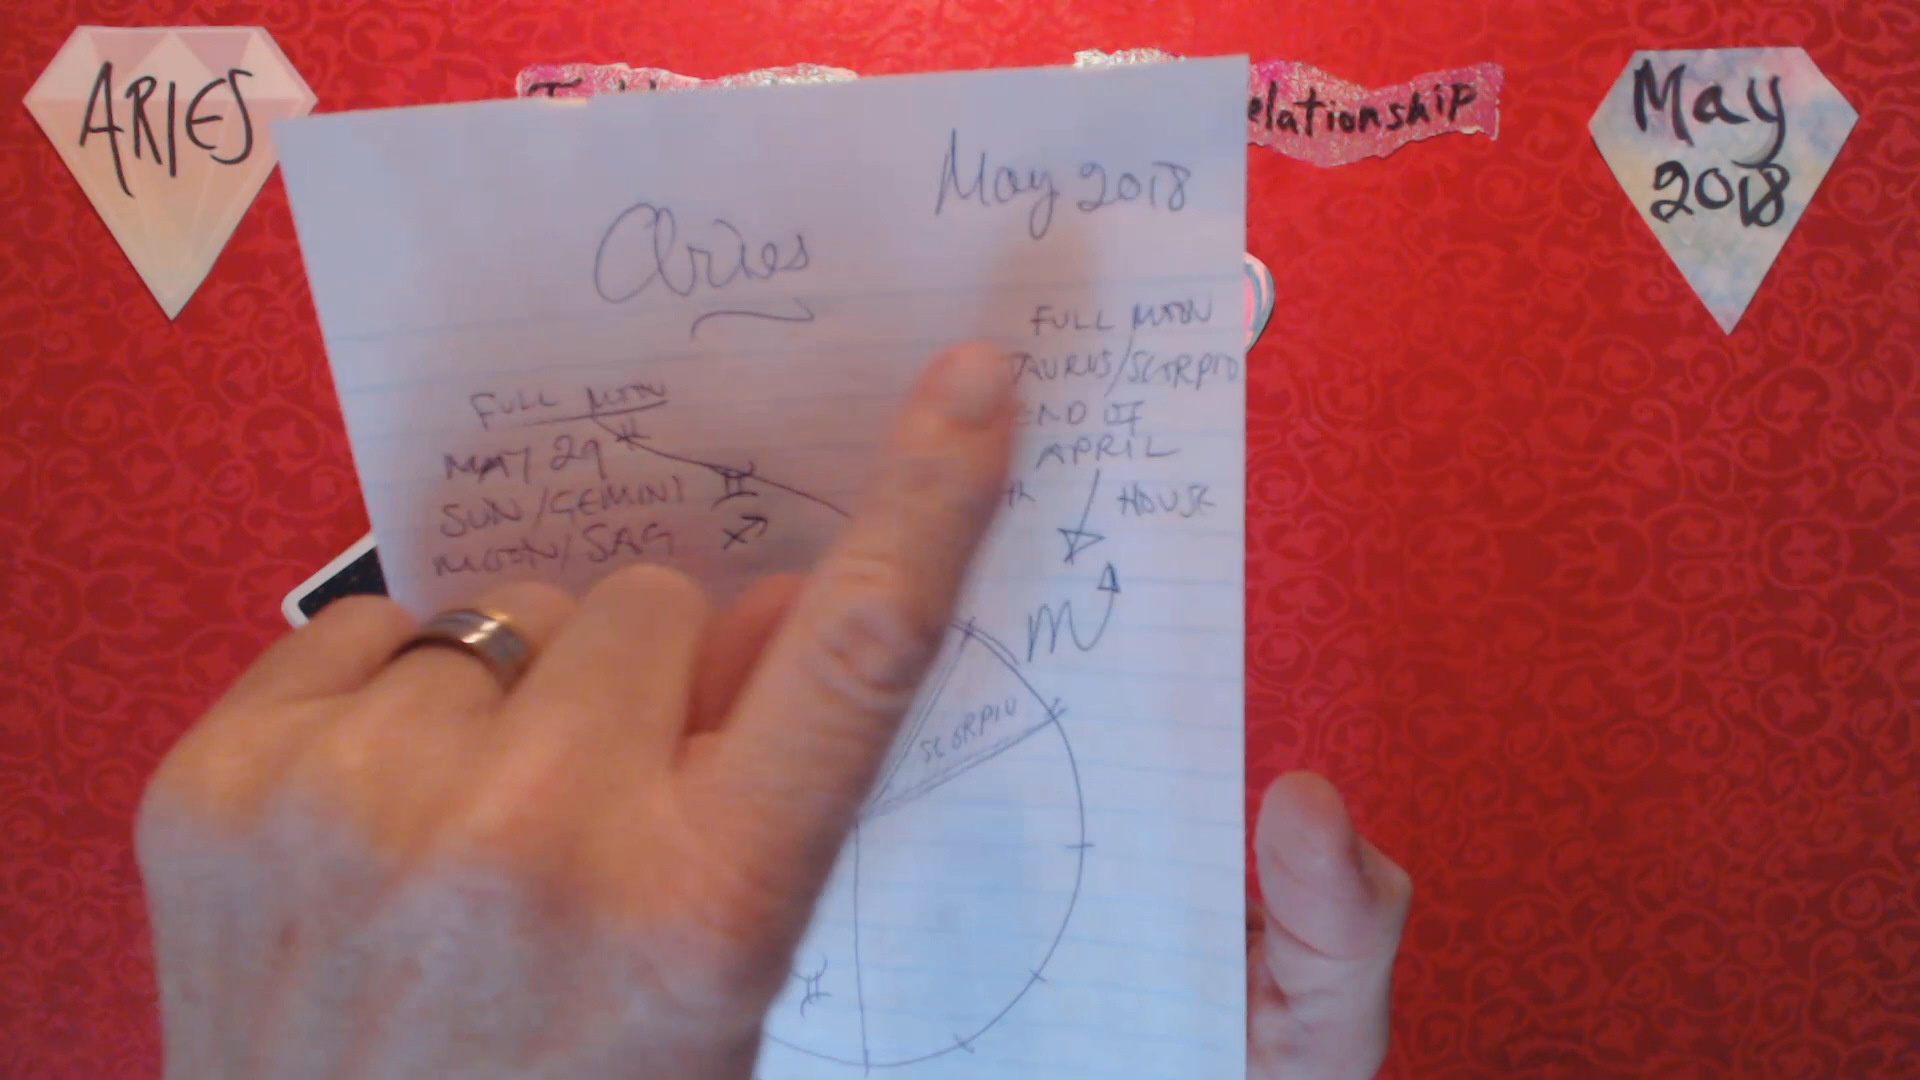 ARIES
elationship
May
2018
May 2018
Aries
FULL MOON
TAURUS/SCORPIO
END OF
APRIL
HOUSE
FULL MOON
MAY 29th
SUN/GEMINI ♊
MOON/SAG ♐
♏
SCORPIO
♊